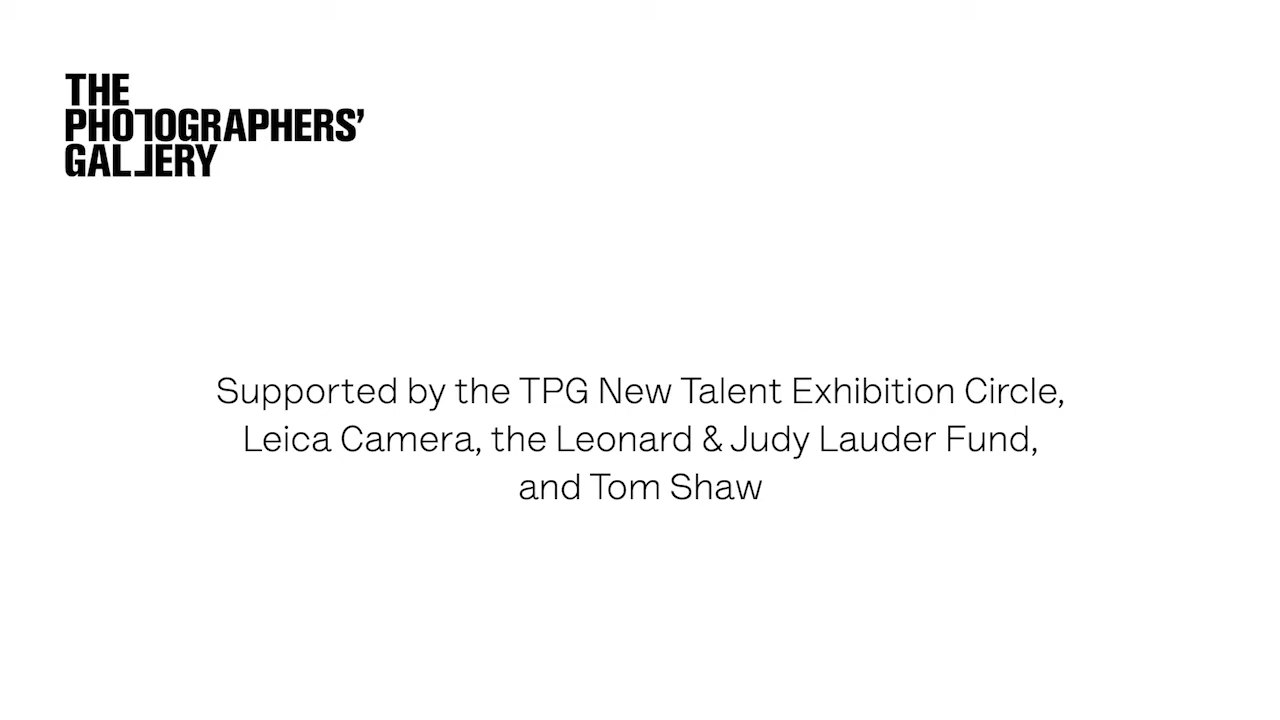 THE
PHOTOGRAPHERS’
GALLERY
Supported by the TPG New Talent Exhibition Circle,
Leica Camera, the Leonard & Judy Lauder Fund,
and Tom Shaw